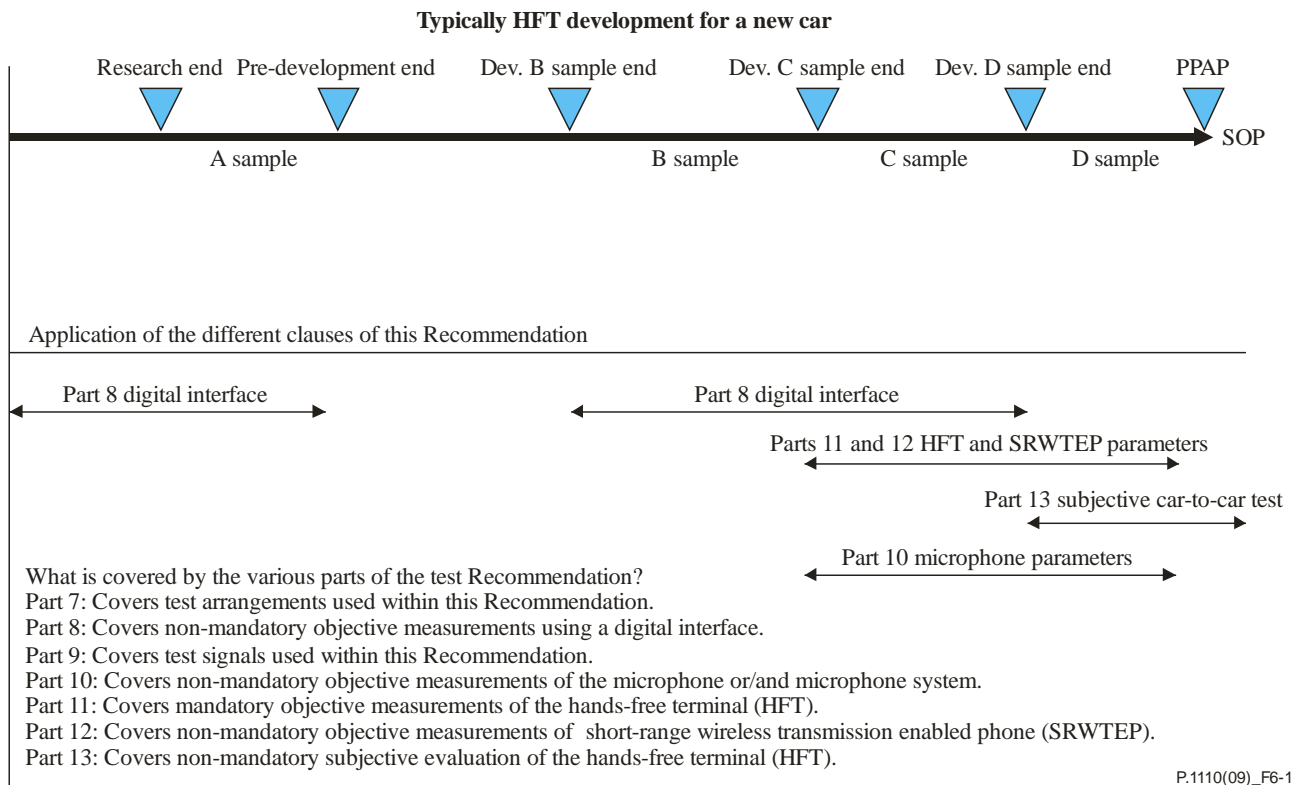 Typically HFT development for a new car
Research end Pre-development end Dev. B sample end Dev. C sample end Dev. D sample end PPAP
SOP
A sample B sample C sample D sample
Application of the different clauses of this Recommendation
Part 8 digital interface Part 8 digital interface
Parts 11 and 12 HFT and SRWTEP parameters
Part 13 subjective car-to-car test
Part 10 microphone parameters
What is covered by the various parts of the test Recommendation?
Part 7: Covers test arrangements used within this Recommendation.
Part 8: Covers non-mandatory objective measurements using a digital interface.
Part 9: Covers test signals used within this Recommendation.
Part 10: Covers non-mandatory objective measurements of the microphone or/and microphone system.
Part 11: Covers mandatory objective measurements of the hands-free terminal (HFT).
Part 12: Covers non-mandatory objective measurements of short-range wireless transmission enabled phone (SRWTEP).
Part 13: Covers non-mandatory subjective evaluation of the hands-free terminal (HFT).
P.1110(09)_F6-1